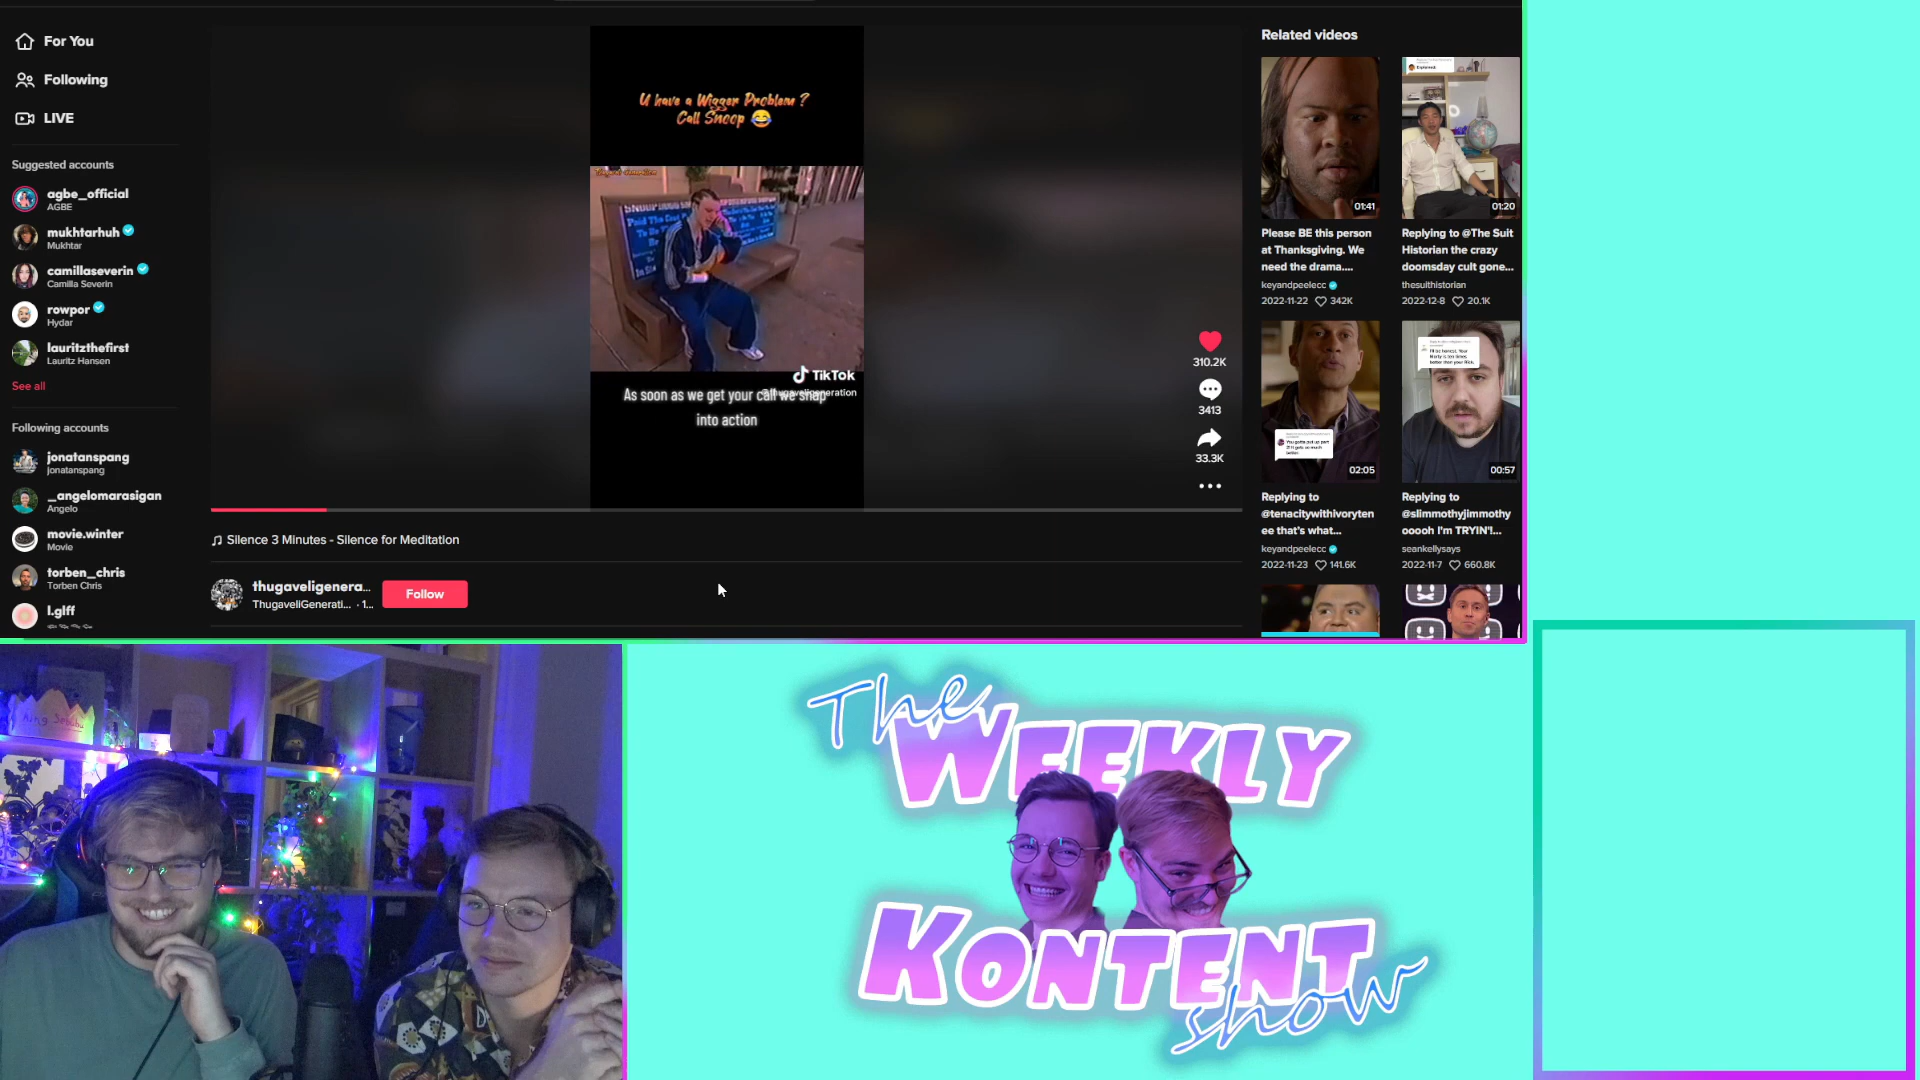 For You
Following
LIVE
Suggested accounts
agbe_official
AGBE
mukhtarhuh
Mukhtar
camillaseverin
Camilla Severin
rowpor
Hydar
lauritzthefirst
Lauritz Hansen
See all
Following accounts
jonatanspang
jonatanspang
_angelomarasigan
Angelo
movie.winter
Movie
torben_chris
Torben Chris
l.glff
U have a Wigger Problem ?
Call Snoop 😂
TikTok
As soon as we get your call we snap
into action
310.2K
3413
33.3K
Silence 3 Minutes - Silence for Meditation
thugaveligenera...
ThugaveliGenerati... · 1...
Follow
Related videos
01:41
Please BE this person
at Thanksgiving. We
need the drama....
keyandpeelecc
2022-11-22 342K
01:20
Replying to @The Suit
Historian the crazy
doomsday cult gone...
thesuithistorian
2022-12-8 20.1K
02:05
Replying to
@tenacitywithivoryten
ee that's what...
keyandpeelecc
2022-11-23 141.6K
00:57
Replying to
@slimmothyjimmothy
ooooh I'm TRYIN'!...
seankellysays
2022-11-7 660.8K
The
WEEKLY
KONTENT
show